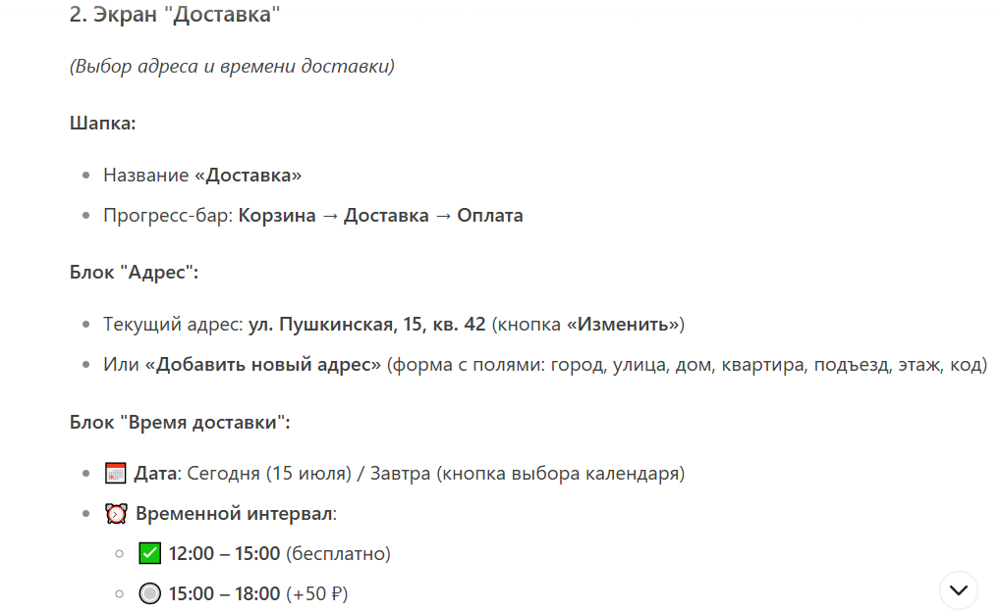 2. Экран "Доставка"
(Выбор адреса и времени доставки)
Шапка:
Название «Доставка»
Прогресс-бар: Корзина → Доставка → Оплата
Блок "Адрес":
Текущий адрес: ул. Пушкинская, 15, кв. 42 (кнопка «Изменить»)
Или «Добавить новый адрес» (форма с полями: город, улица, дом, квартира, подъезд, этаж, код)
Блок "Время доставки":
Дата: Сегодня (15 июля) / Завтра (кнопка выбора календаря)
Временной интервал:
12:00 – 15:00 (бесплатно)
15:00 – 18:00 (+50 ₽)